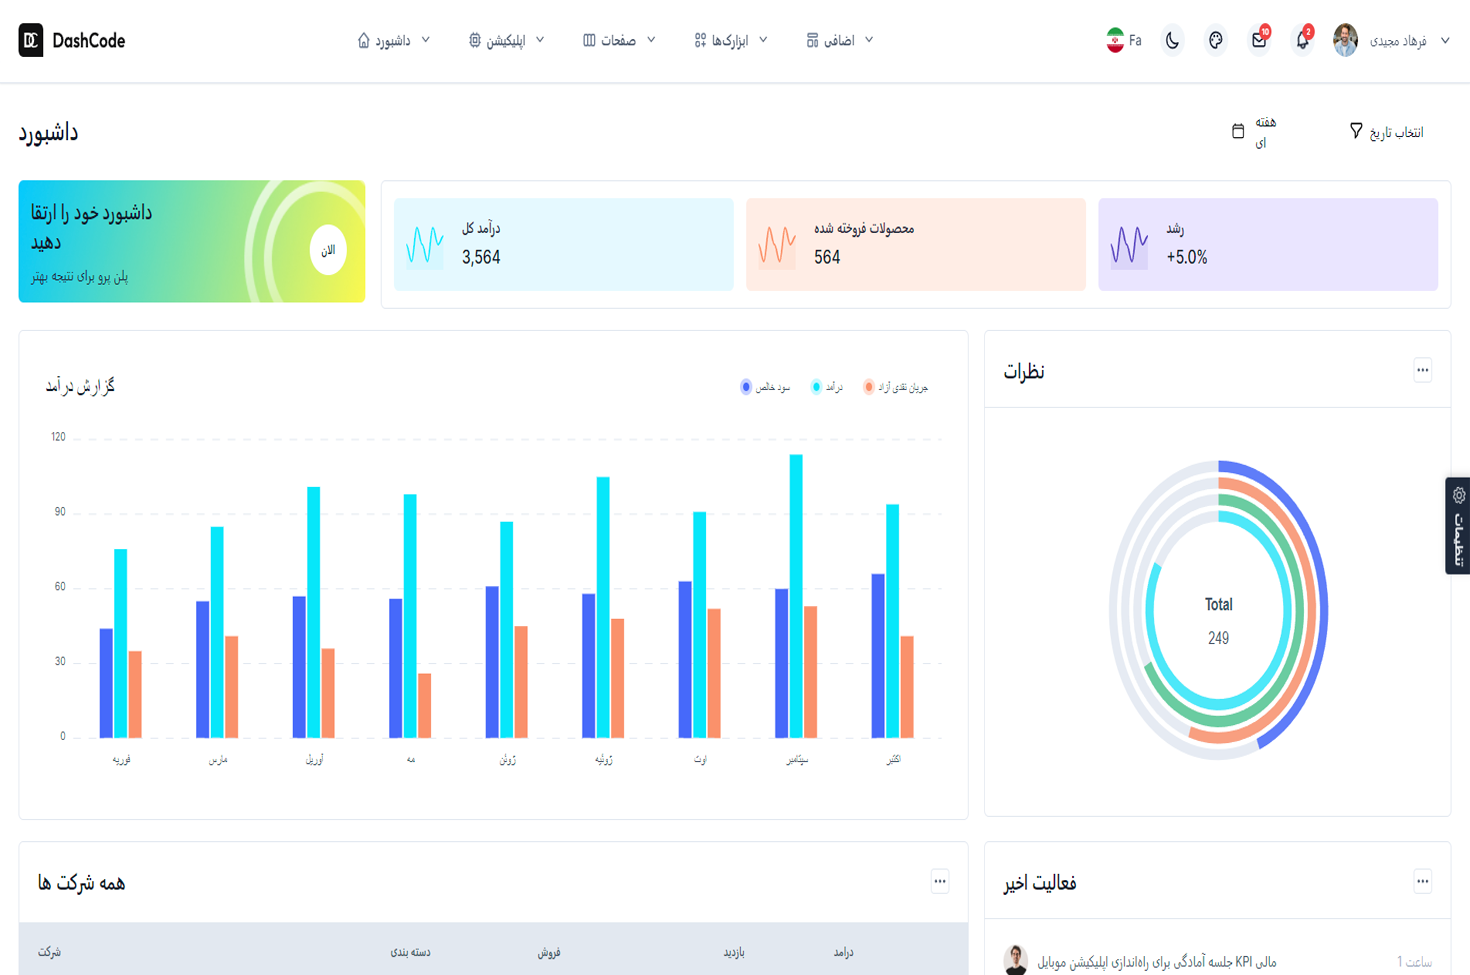 DashCode
داشبورد
اپلیکیشن
صفحات
ابزارک‌ها
اضافی
Fa
10
2
فرهاد مجیدی
داشبورد
هفته
ای
انتخاب تاریخ
داشبورد خود را ارتقا
دهید
پلن پرو برای نتیجه بهتر
الان
درآمد کل
3,564
محصولات فروخته شده
564
رشد
+5.0%
گزارش درآمد
سود خالص
درآمد
جریان نقدی آزاد
120
90
60
30
0
فوریه
مارس
آوریل
مه
ژوئن
ژوئیه
اوت
سپتامبر
اکتبر
نظرات
Total
249
تنظیمات
همه شرکت ها
شرکت
دسته بندی
فروش
بازدید
درامد
فعالیت اخیر
مالی KPI جلسه آمادگی برای راه‌اندازی اپلیکیشن موبایل
ساعت 1